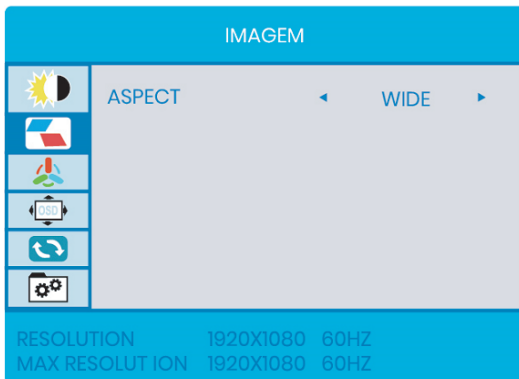 IMAGEM
ASPECT WIDE
OSD
RESOLUTION 1920X1080 60HZ
MAX RESOLUT ION 1920X1080 60HZ